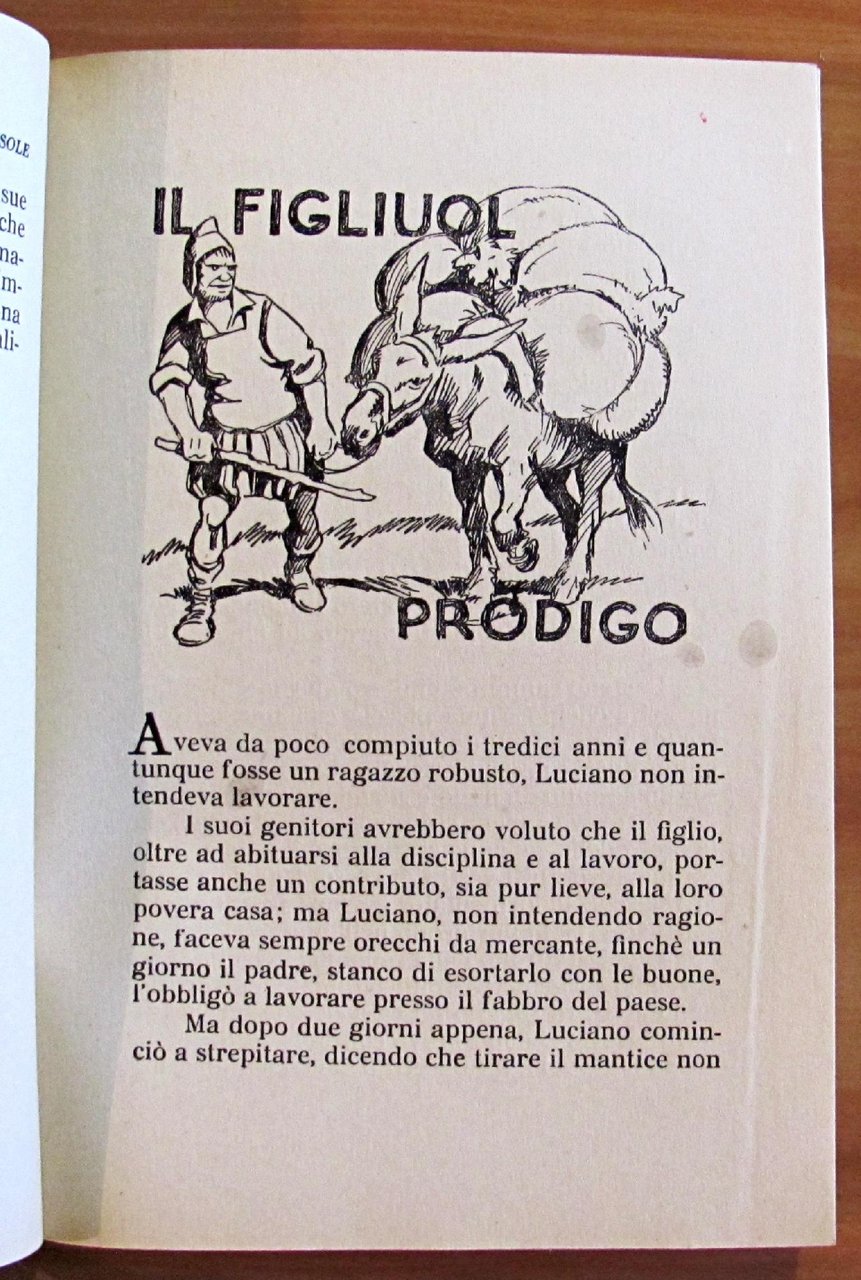 SOLE
sue
che
na-
m-
na
ali-
IL FIGLIUOL
PRODIGO
Aveva da poco compiuto i tredici anni e quan-
tunque fosse un ragazzo robusto, Luciano non in-
tendeva lavorare.
I suoi genitori avrebbero voluto che il figlio,
oltre ad abituarsi alla disciplina e al lavoro, por-
tasse anche un contributo, sia pur lieve, alla loro
povera casa; ma Luciano, non intendendo ragio-
ne, faceva sempre orecchi da mercante, finchè un
giorno il padre, stanco di esortarlo con le buone,
l'obbligò a lavorare presso il fabbro del paese.
Ma dopo due giorni appena, Luciano comin-
ciò a strepitare, dicendo che tirare il mantice non